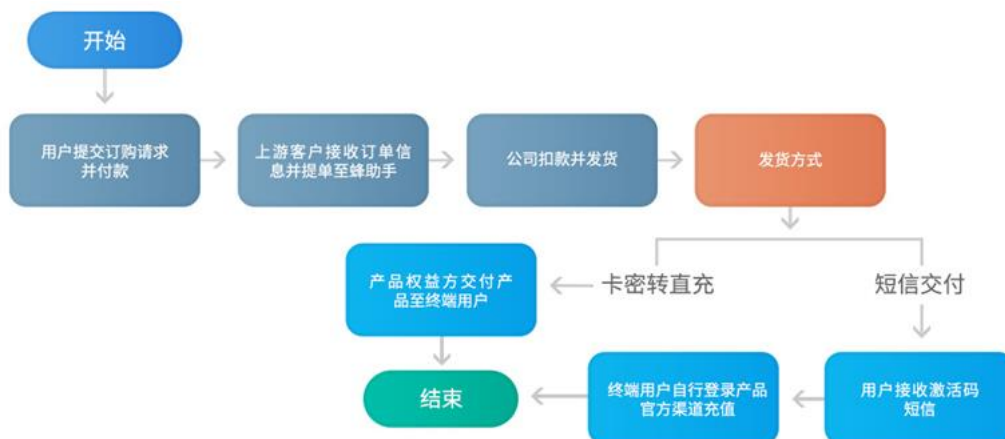 开始
用户提交订购请求
并付款
上游客户接收订单信
息并提单至蜂助手
公司扣款并发货
发货方式
产品权益方交付产
品至终端用户
卡密转直充
短信交付
结束
终端用户自行登录产品
官方渠道充值
用户接收激活码
短信